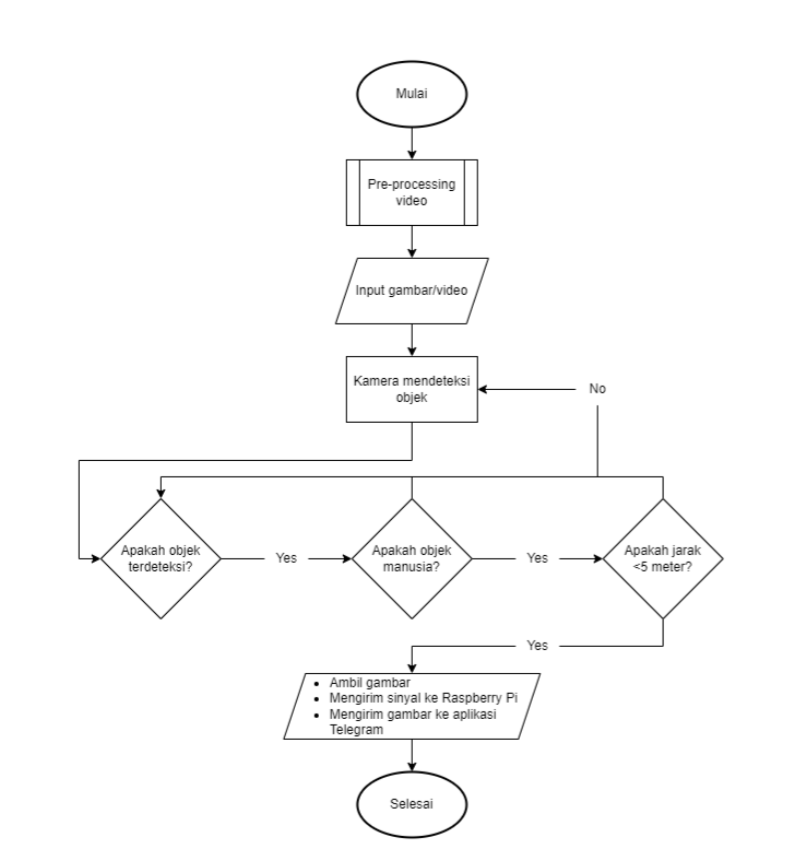 Mulai
Pre-processing
video
Input gambar/video
Kamera mendeteksi
objek
No
Apakah objek
terdeteksi?
Yes
Apakah objek
manusia?
Yes
Apakah jarak
<5 meter?
Yes
• Ambil gambar
• Mengirim sinyal ke Raspberry Pi
• Mengirim gambar ke aplikasi
Telegram
Selesai